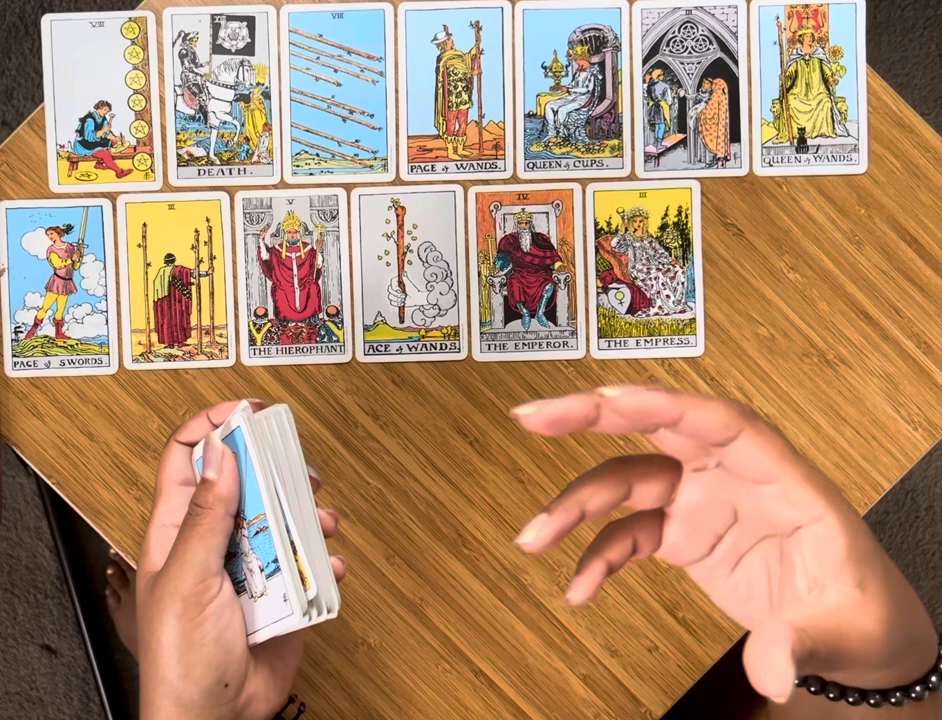 VIII
XIII
DEATH.
VIII
PAGE of WANDS.
QUEEN of CUPS.
III
QUEEN of WANDS.
PAGE of SWORDS.
III
V
THE HIEROPHANT
ACE of WANDS.
IV
THE EMPEROR.
III
THE EMPRESS.